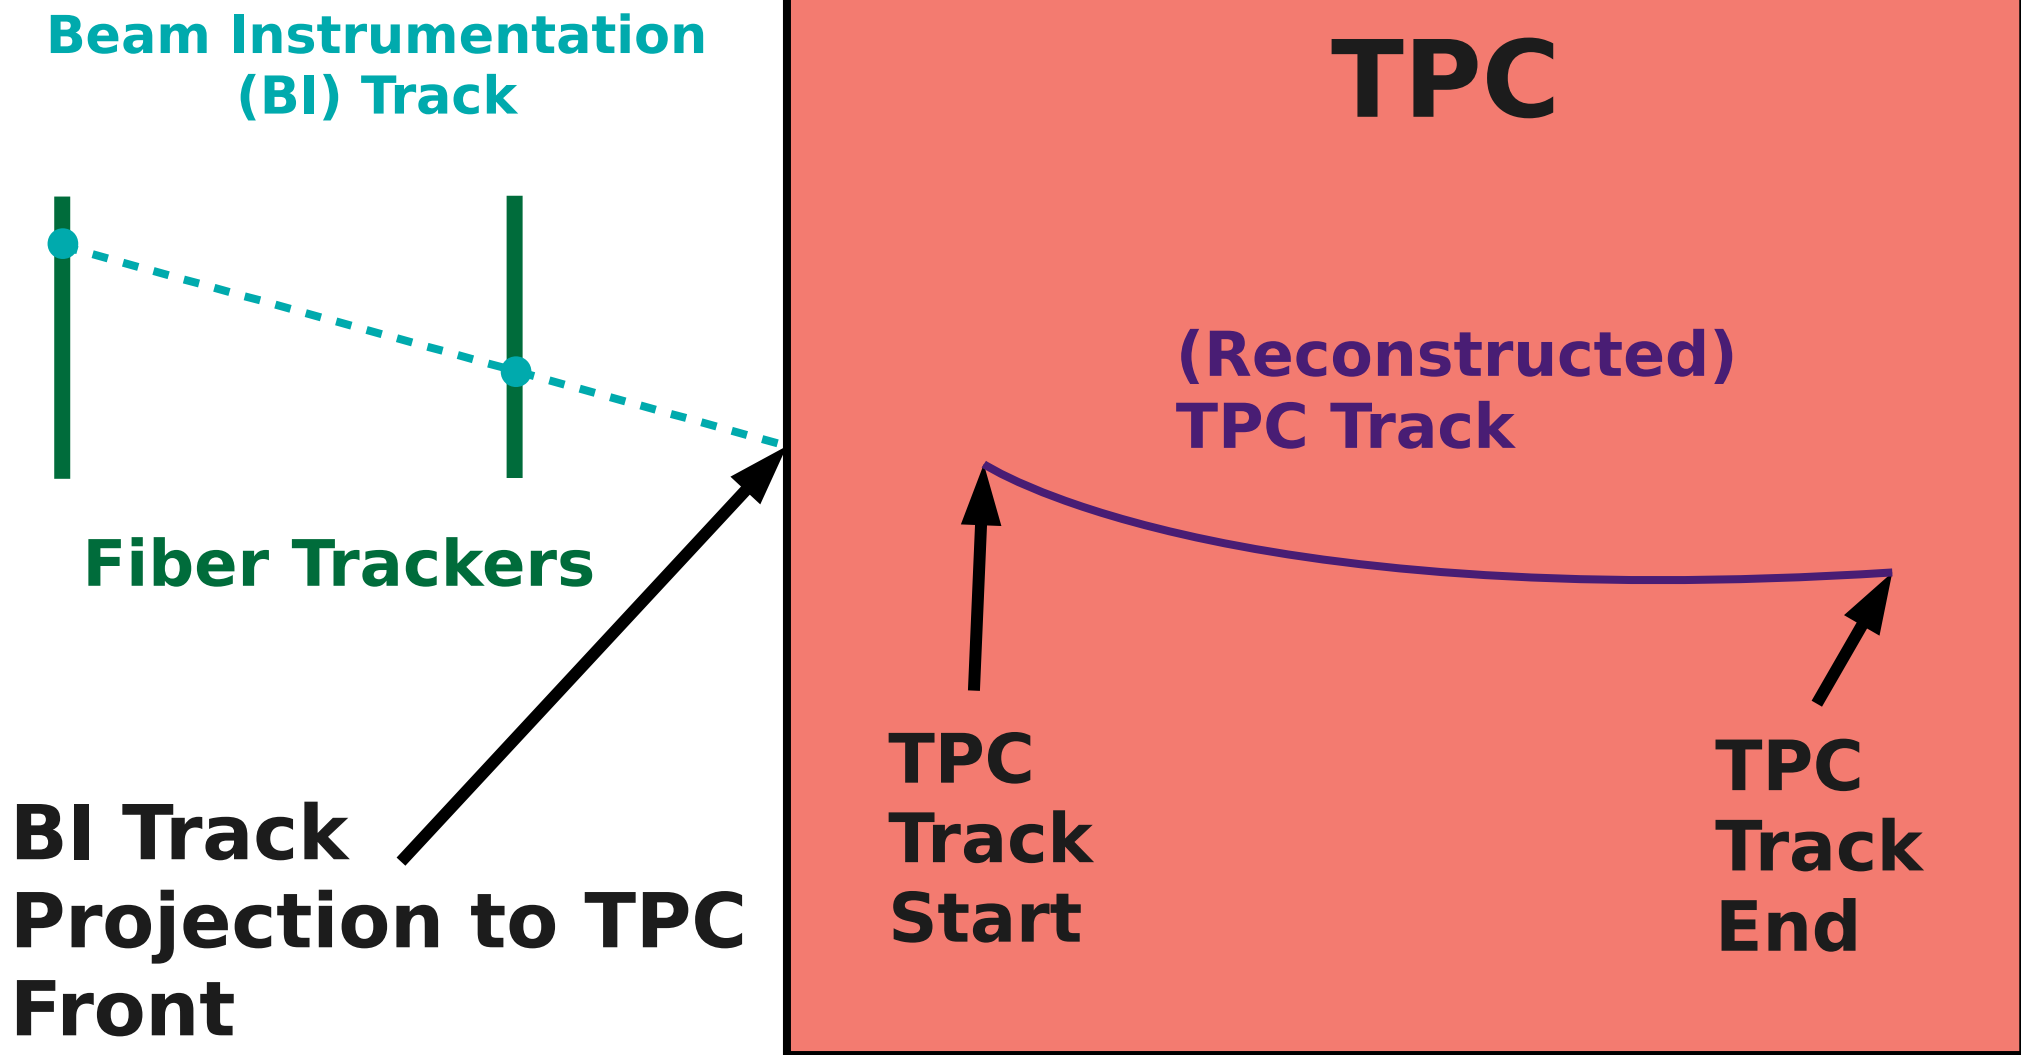 Beam Instrumentation
(BI) Track
TPC
(Reconstructed)
TPC Track
Fiber Trackers
BI Track
Projection to TPC
Front
TPC
Track
Start
TPC
Track
End